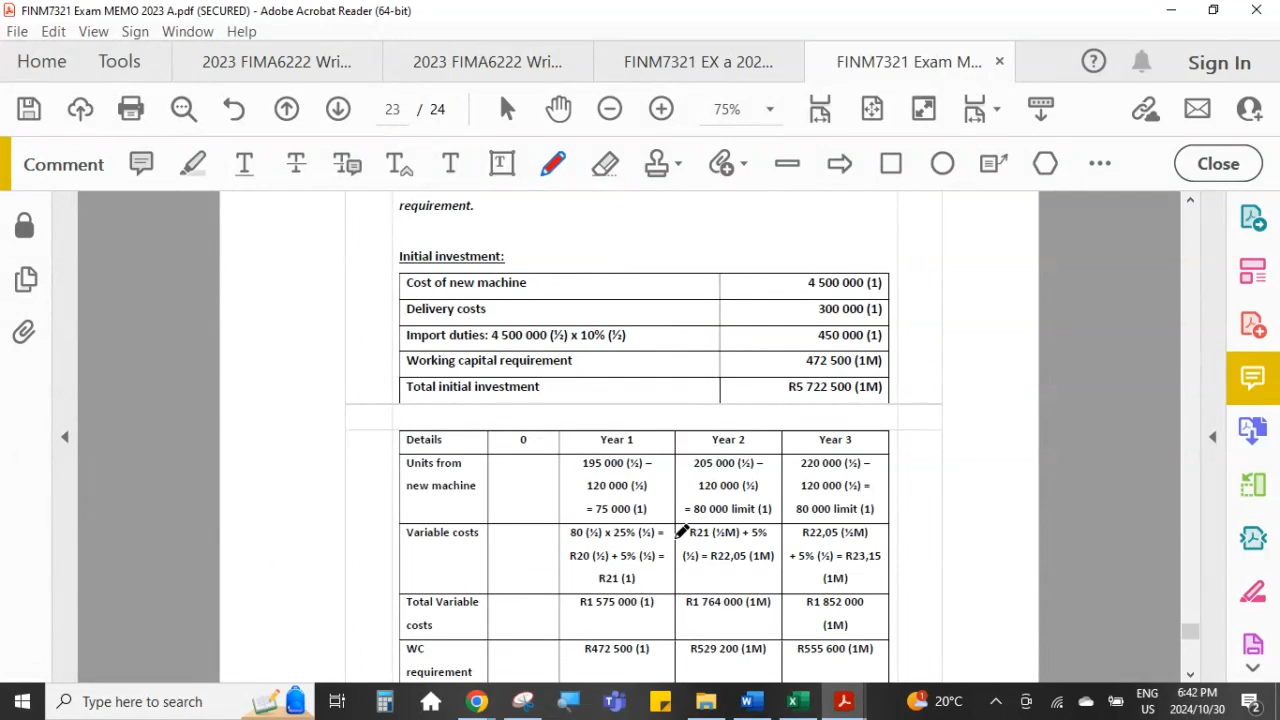 FINM7321 Exam MEMO 2023 A.pdf (SECURED) - Adobe Acrobat Reader (64-bit)
File Edit View Sign Window Help
Home Tools 2023 FIMA6222 Wri... 2023 FIMA6222 Wri... FINM7321 EX a 202... FINM7321 Exam M... Sign In
23 / 24 75%
Comment Close
requirement.
Initial investment:
Cost of new machine 4 500 000 (1)
Delivery costs 300 000 (1)
Import duties: 4 500 000 (½) x 10% (½) 450 000 (1)
Working capital requirement 472 500 (1M)
Total initial investment R5 722 500 (1M)
Details 0 Year 1 Year 2 Year 3
Units from 195 000 (½) – 205 000 (½) – 220 000 (½) –
new machine 120 000 (½) 120 000 (½) 120 000 (½) =
= 75 000 (1) = 80 000 limit (1) 80 000 limit (1)
Variable costs 80 (½) x 25% (½) = R21 (½M) + 5% R22,05 (½M)
R20 (½) + 5% (½) = (½) = R22,05 (1M) + 5% (½) = R23,15
R21 (1) (1M)
Total Variable R1 575 000 (1) R1 764 000 (1M) R1 852 000
costs (1M)
WC R472 500 (1) R529 200 (1M) R555 600 (1M)
requirement
Type here to search 20°C ENG 6:42 PM
US 2024/10/30 2